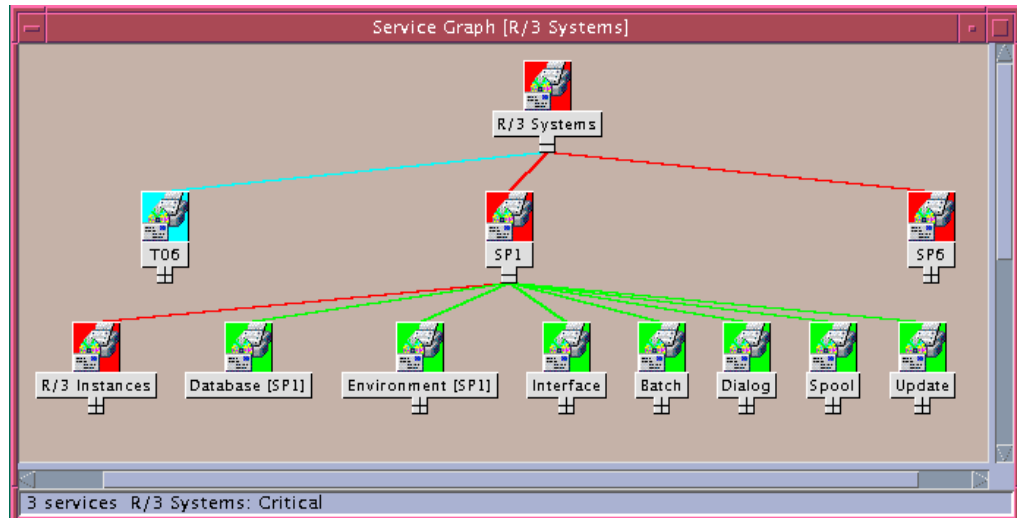 Service Graph [R/3 Systems]
R/3 Systems
T06
SP1
SP6
R/3 Instances
Database [SP1]
Environment [SP1]
Interface
Batch
Dialog
Spool
Update
3 services R/3 Systems: Critical